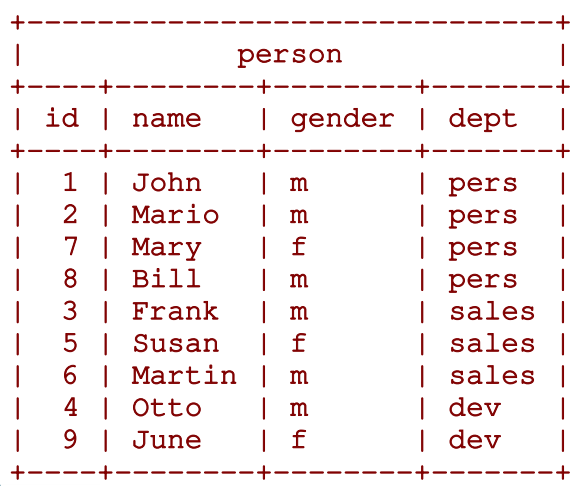 +-------------------------------+
|            person             |
+----+--------+--------+-------+
| id | name   | gender | dept  |
+----+--------+--------+-------+
|  1 | John   | m      | pers  |
|  2 | Mario  | m      | pers  |
|  7 | Mary   | f      | pers  |
|  8 | Bill   | m      | pers  |
|  3 | Frank  | m      | sales |
|  5 | Susan  | f      | sales |
|  6 | Martin | m      | sales |
|  4 | Otto   | m      | dev   |
|  9 | June   | f      | dev   |
+----+--------+--------+-------+